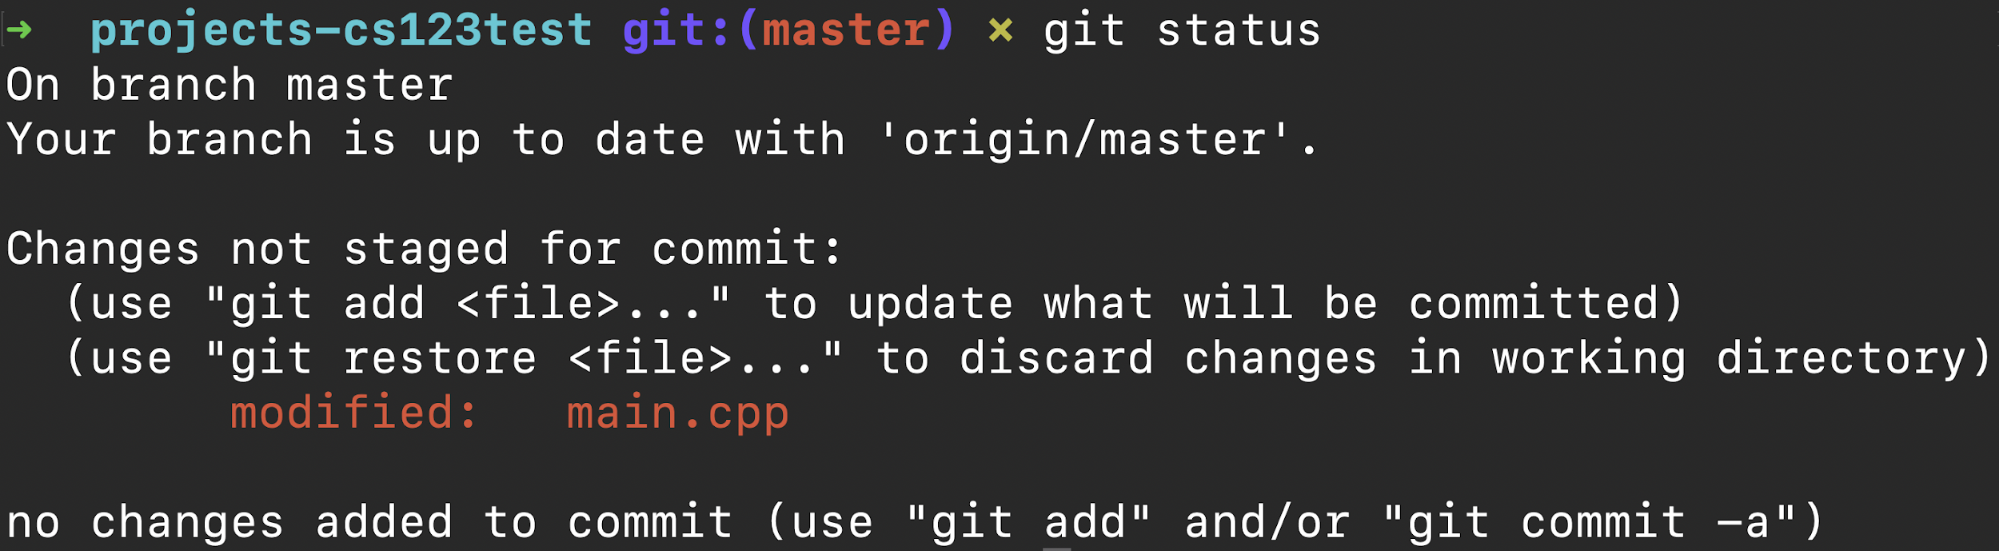 ➜  projects-cs123test git:(master) ✗ git status
On branch master
Your branch is up to date with 'origin/master'.

Changes not staged for commit:
  (use "git add <file>..." to update what will be committed)
  (use "git restore <file>..." to discard changes in working directory)
        modified:   main.cpp

no changes added to commit (use "git add" and/or "git commit -a")